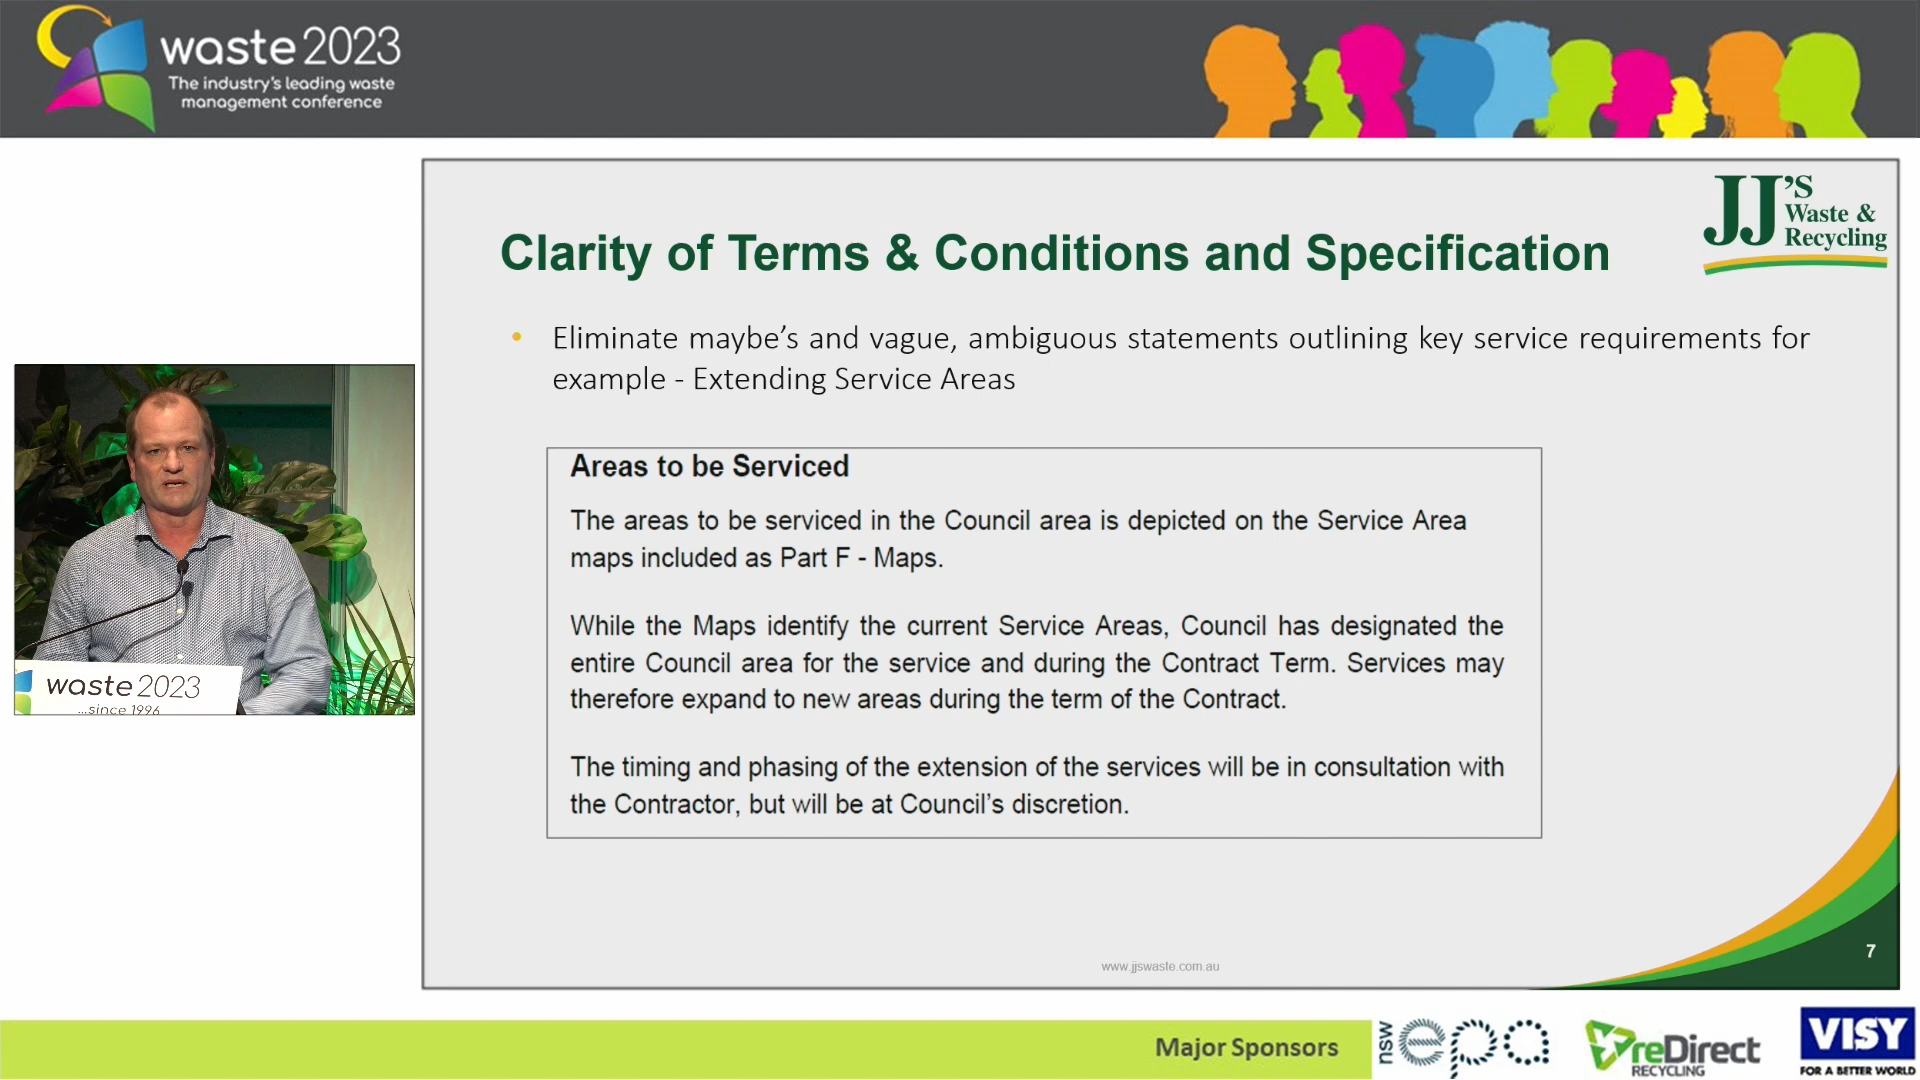 waste 2023
The industry's leading waste
management conference
JJ'S
Waste &
Recycling
Clarity of Terms & Conditions and Specification
• Eliminate maybe's and vague, ambiguous statements outlining key service requirements for
example - Extending Service Areas
Areas to be Serviced
The areas to be serviced in the Council area is depicted on the Service Area
maps included as Part F - Maps.
While the Maps identify the current Service Areas, Council has designated the
entire Council area for the service and during the Contract Term. Services may
therefore expand to new areas during the term of the Contract.
The timing and phasing of the extension of the services will be in consultation with
the Contractor, but will be at Council's discretion.
waste 2023
...since 1996
www.jjswaste.com.au
7
Major Sponsors
nsw epa
reDirect
RECYCLING
VISY
FOR A BETTER WORLD